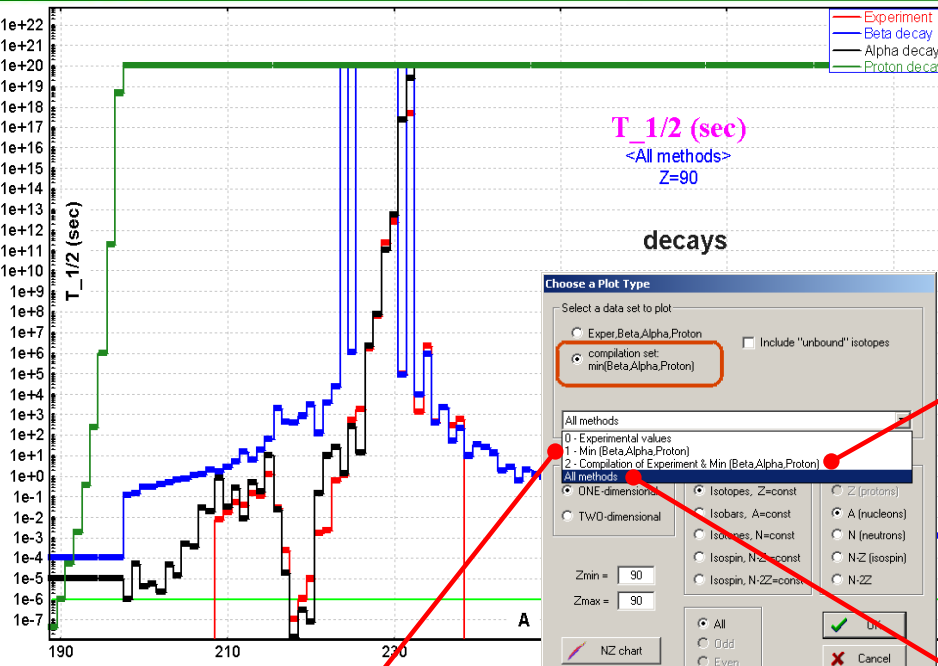 1e+22
1e+21
1e+20
1e+19
1e+18
1e+17
1e+16
1e+15
1e+14
1e+13
1e+12
1e+11
1e+10
1e+9
1e+8
1e+7
1e+6
1e+5
1e+4
1e+3
1e+2
1e+1
1e+0
1e-1
1e-2
1e-3
1e-4
1e-5
1e-6
1e-7
T_1/2 (sec)
190
210
230
A
Experiment
Beta decay
Alpha decay
Proton deca
T_1/2 (sec)
<All methods>
Z=90
decays
Choose a Plot Type
Select a data set to plot
Exper,Beta,Alpha,Proton
compilation set:
min(Beta,Alpha,Proton)
Include "unbound" isotopes
All methods
0 - Experimental values
1 - Min (Beta,Alpha,Proton)
2 - Compilation of Experiment & Min (Beta,Alpha,Proton)
All methods
ONE-dimensional
TWO-dimensional
Isotopes, Z=const
Isobars, A=const
Isotones, N=const
Isospin, N-Z=const
Isospin, N-2Z=const
Z (protons)
A (nucleons)
N (neutrons)
N-Z (isospin)
N-2Z
Zmin = 90
Zmax = 90
NZ chart
All
Odd
Even
OK
Cancel